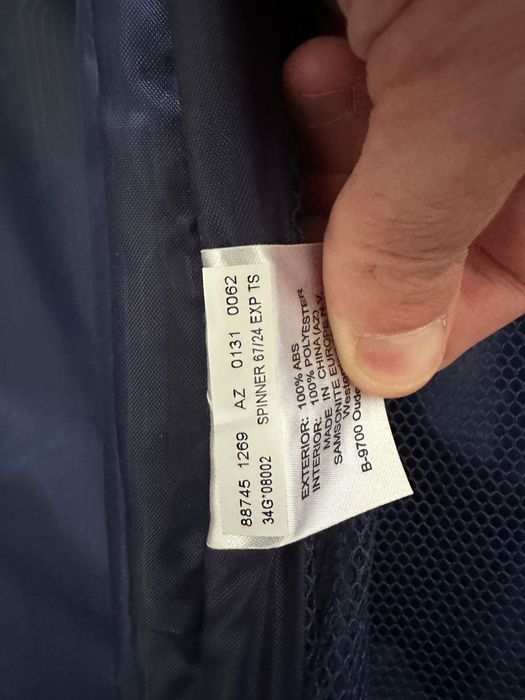 88745 1269 AZ 0131 0062
34G*08002 SPINNER 67/24 EXP TS
EXTERIOR: 100% ABS
INTERIOR: 100% POLYESTER
MADE IN CHINA (AZ)
SAMSONITE EUROPE N.V.
B-9700